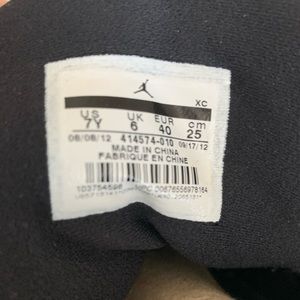 XC
US UK EUR cm
7Y 6 40 25
08/08/12 414574-010 09/17/12
MADE IN CHINA
FABRIQUE EN CHINE